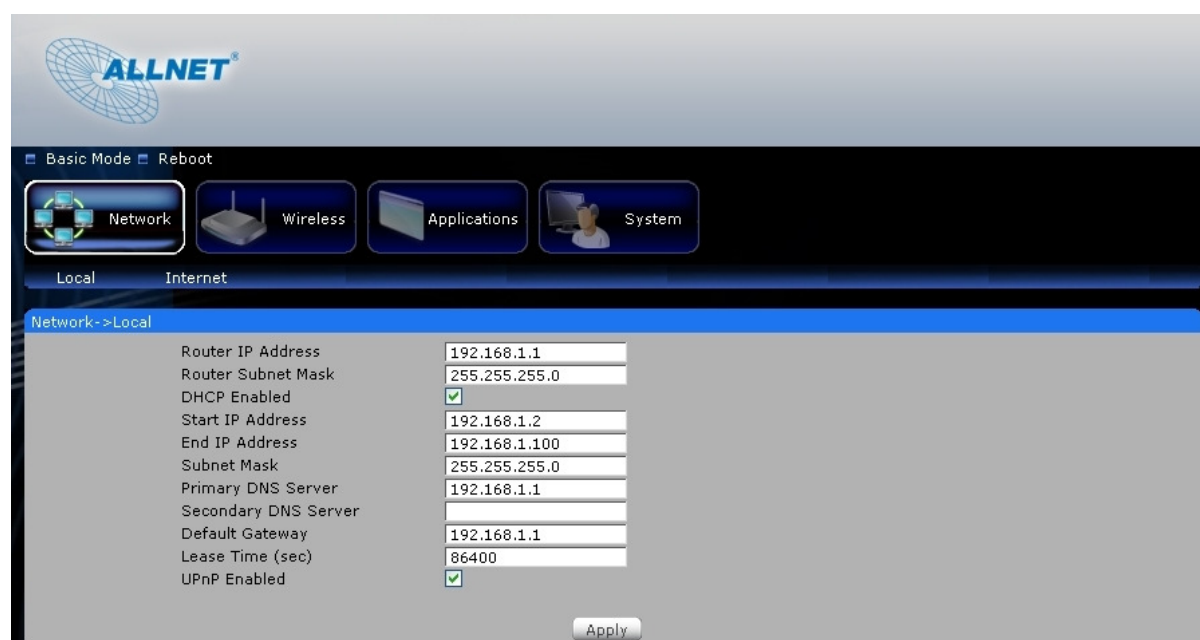 ALLNET®
Basic Mode Reboot
Network Wireless Applications System
Local Internet
Network->Local
Router IP Address 192.168.1.1
Router Subnet Mask 255.255.255.0
DHCP Enabled
Start IP Address 192.168.1.2
End IP Address 192.168.1.100
Subnet Mask 255.255.255.0
Primary DNS Server 192.168.1.1
Secondary DNS Server
Default Gateway 192.168.1.1
Lease Time (sec) 86400
UPnP Enabled
Apply